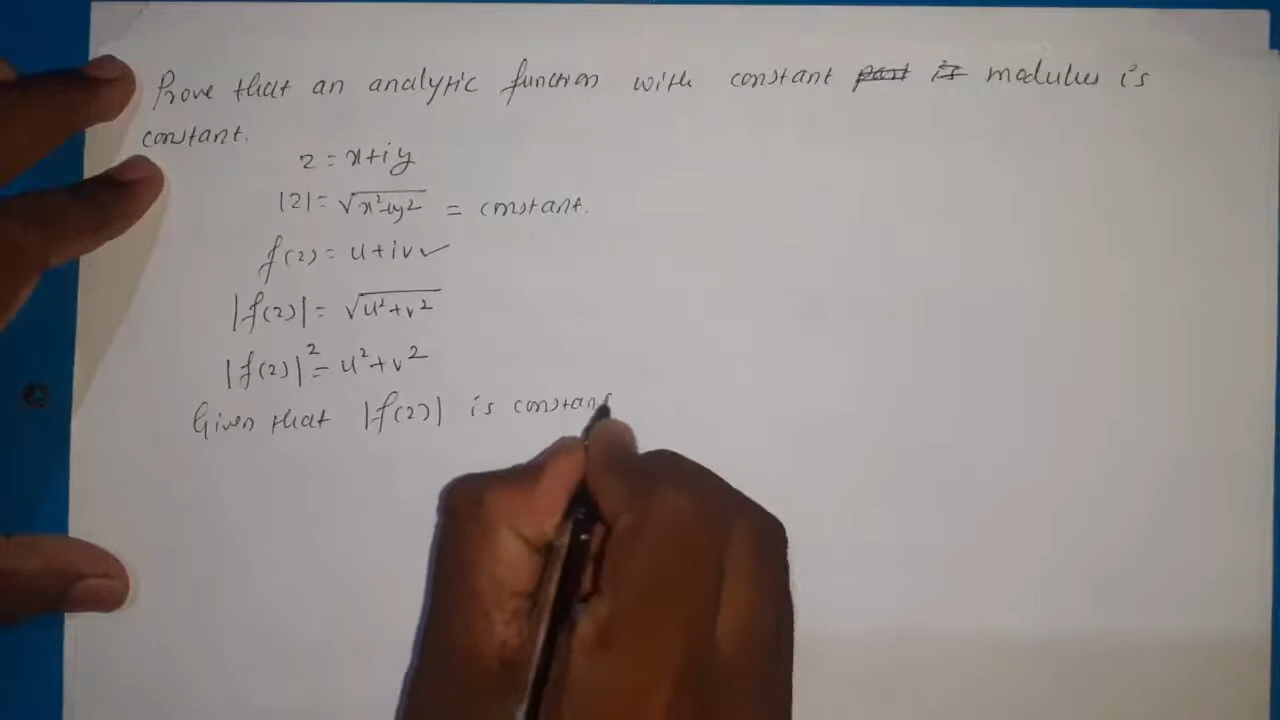 Prove that an analytic function with constant part is modulus is
constant.
z = x+iy
|z| = √x²+y² = constant.
f(z) = u+iv ✓
|f(z)| = √u²+v²
|f(z)|² = u²+v²
Given that |f(z)| is constan